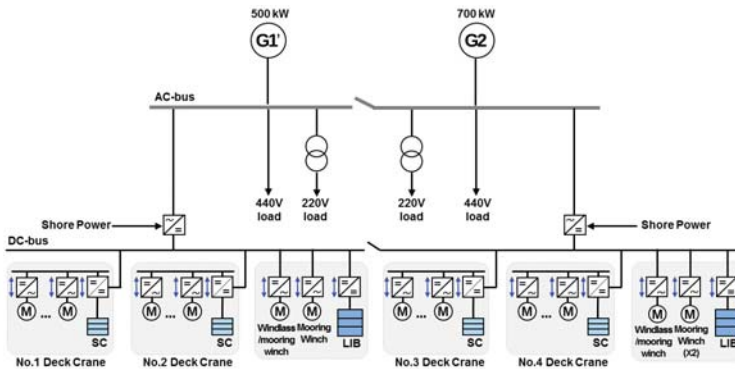 500 kW
700 kW
G1'
G2
AC-bus
440V
load
220V
load
220V
load
440V
load
Shore Power
Shore Power
DC-bus
M
...
M
SC
M
...
M
SC
M
M
Windlass
/mooring
winch
Mooring
Winch
LIB
M
...
M
SC
M
...
M
SC
M
M
Windlass
/mooring
winch
Mooring
Winch
(X2)
LIB
No.1 Deck Crane
No.2 Deck Crane
No.3 Deck Crane
No.4 Deck Crane